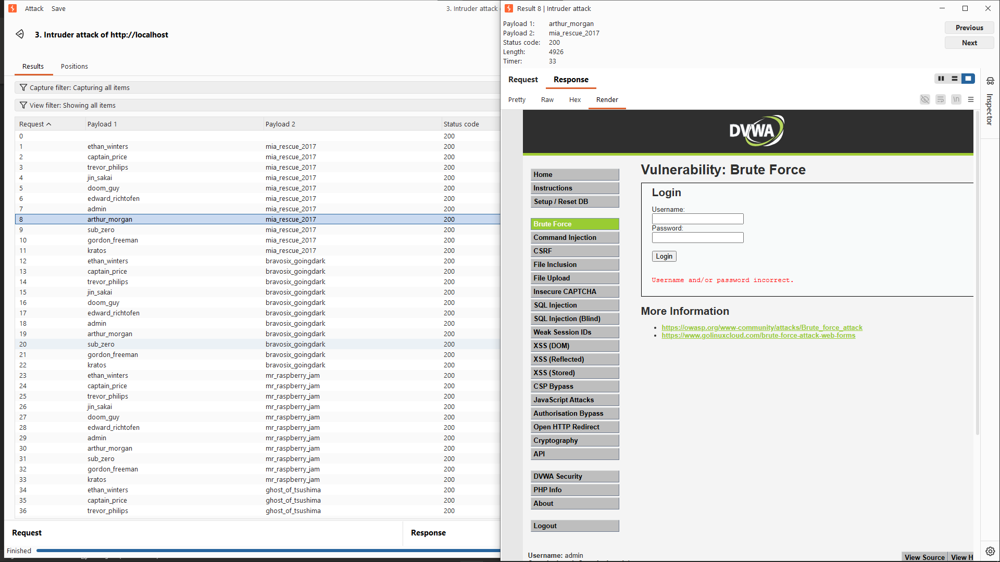 Attack Save 3. Intruder attack
3. Intruder attack of http://localhost
Results Positions
Capture filter: Capturing all items
View filter: Showing all items
Request Payload 1 Payload 2 Status code
0 200
1 ethan_winters mia_rescue_2017 200
2 captain_price mia_rescue_2017 200
3 trevor_philips mia_rescue_2017 200
4 jin_sakai mia_rescue_2017 200
5 doom_guy mia_rescue_2017 200
6 edward_richtofen mia_rescue_2017 200
7 admin mia_rescue_2017 200
8 arthur_morgan mia_rescue_2017 200
9 sub_zero mia_rescue_2017 200
10 gordon_freeman mia_rescue_2017 200
11 kratos mia_rescue_2017 200
12 ethan_winters bravosix_goingdark 200
13 captain_price bravosix_goingdark 200
14 trevor_philips bravosix_goingdark 200
15 jin_sakai bravosix_goingdark 200
16 doom_guy bravosix_goingdark 200
17 edward_richtofen bravosix_goingdark 200
18 admin bravosix_goingdark 200
19 arthur_morgan bravosix_goingdark 200
20 sub_zero bravosix_goingdark 200
21 gordon_freeman bravosix_goingdark 200
22 kratos bravosix_goingdark 200
23 ethan_winters mr_raspberry_jam 200
24 captain_price mr_raspberry_jam 200
25 trevor_philips mr_raspberry_jam 200
26 jin_sakai mr_raspberry_jam 200
27 doom_guy mr_raspberry_jam 200
28 edward_richtofen mr_raspberry_jam 200
29 admin mr_raspberry_jam 200
30 arthur_morgan mr_raspberry_jam 200
31 sub_zero mr_raspberry_jam 200
32 gordon_freeman mr_raspberry_jam 200
33 kratos mr_raspberry_jam 200
34 ethan_winters ghost_of_tsushima 200
35 captain_price ghost_of_tsushima 200
36 trevor_philips ghost_of_tsushima 200
Request Response
Finished
Result 8 | Intruder attack
Payload 1: arthur_morgan
Payload 2: mia_rescue_2017
Status code: 200
Length: 4926
Timer: 33
Previous
Next
Request Response
Pretty Raw Hex Render
\n
Inspector
DVWA
Home
Instructions
Setup / Reset DB
Brute Force
Command Injection
CSRF
File Inclusion
File Upload
Insecure CAPTCHA
SQL Injection
SQL Injection (Blind)
Weak Session IDs
XSS (DOM)
XSS (Reflected)
XSS (Stored)
CSP Bypass
JavaScript Attacks
Authorisation Bypass
Open HTTP Redirect
Cryptography
API
DVWA Security
PHP Info
About
Logout
Vulnerability: Brute Force
Login
Username:
Password:
Login
Username and/or password incorrect.
More Information
https://owasp.org/www-community/attacks/Brute_force_attack
https://www.golinuxcloud.com/brute-force-attack-web-forms
Username: admin
View Source View H